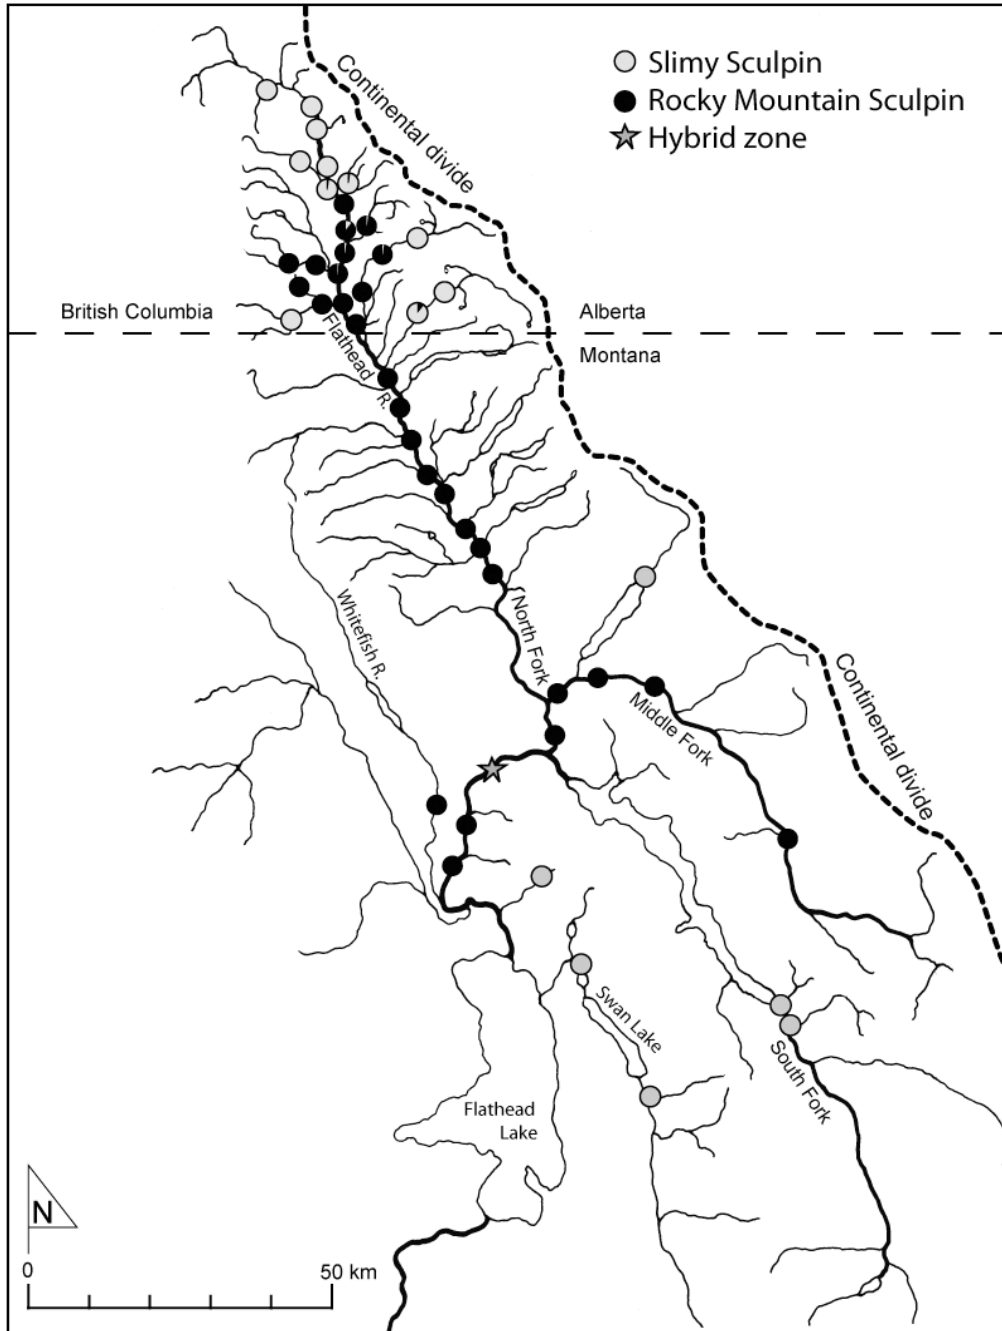 Slimy Sculpin
Rocky Mountain Sculpin
Hybrid zone
Continental divide
British Columbia
Alberta
Montana
Flathead R.
Whitefish R.
North Fork
Middle Fork
Continental divide
Swan Lake
South Fork
Flathead
Lake
N
0
50 km